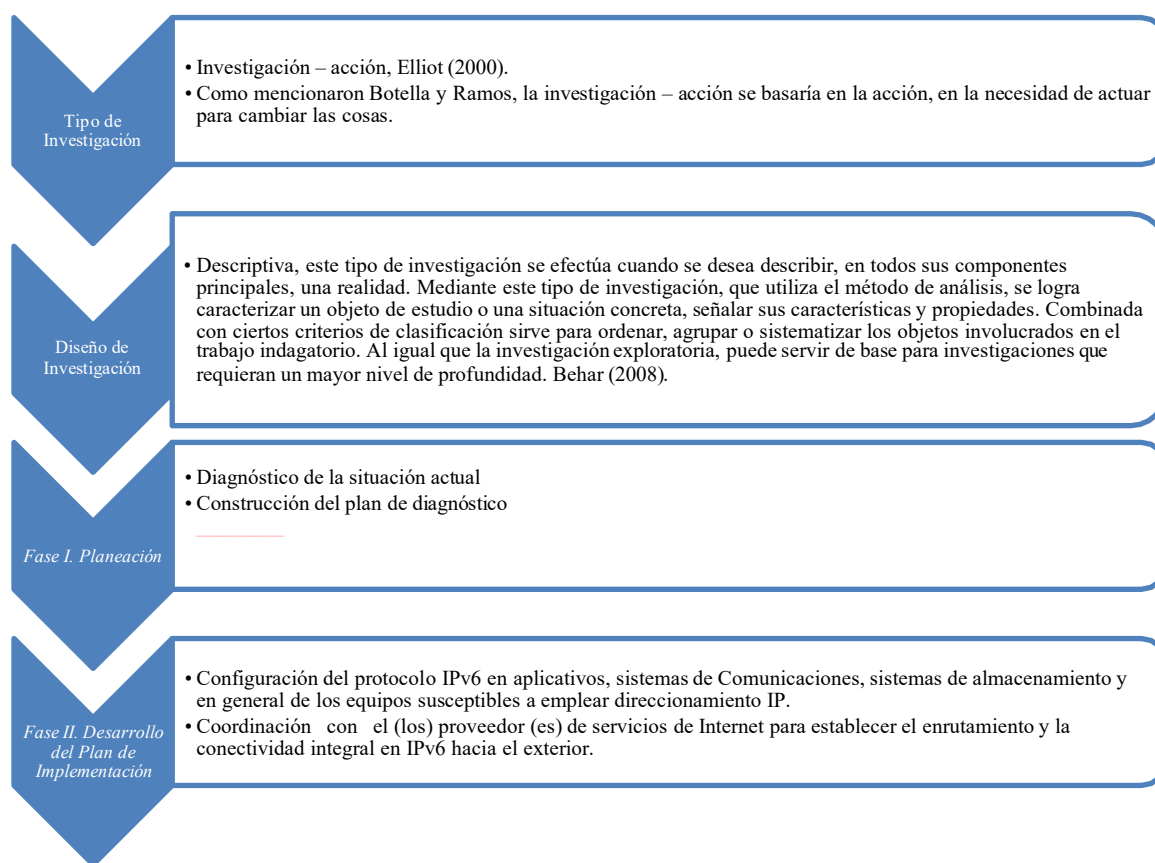 Tipo de
Investigación
• Investigación – acción, Elliot (2000).
• Como mencionaron Botella y Ramos, la investigación – acción se basaría en la acción, en la necesidad de actuar
para cambiar las cosas.
Diseño de
Investigación
• Descriptiva, este tipo de investigación se efectúa cuando se desea describir, en todos sus componentes
principales, una realidad. Mediante este tipo de investigación, que utiliza el método de análisis, se logra
caracterizar un objeto de estudio o una situación concreta, señalar sus características y propiedades. Combinada
con ciertos criterios de clasificación sirve para ordenar, agrupar o sistematizar los objetos involucrados en el
trabajo indagatorio. Al igual que la investigación exploratoria, puede servir de base para investigaciones que
requieran un mayor nivel de profundidad. Behar (2008).
Fase I. Planeación
• Diagnóstico de la situación actual
• Construcción del plan de diagnóstico
Fase II. Desarrollo
del Plan de
Implementación
• Configuración del protocolo IPv6 en aplicativos, sistemas de Comunicaciones, sistemas de almacenamiento y
en general de los equipos susceptibles a emplear direccionamiento IP.
• Coordinación con el (los) proveedor (es) de servicios de Internet para establecer el enrutamiento y la
conectividad integral en IPv6 hacia el exterior.